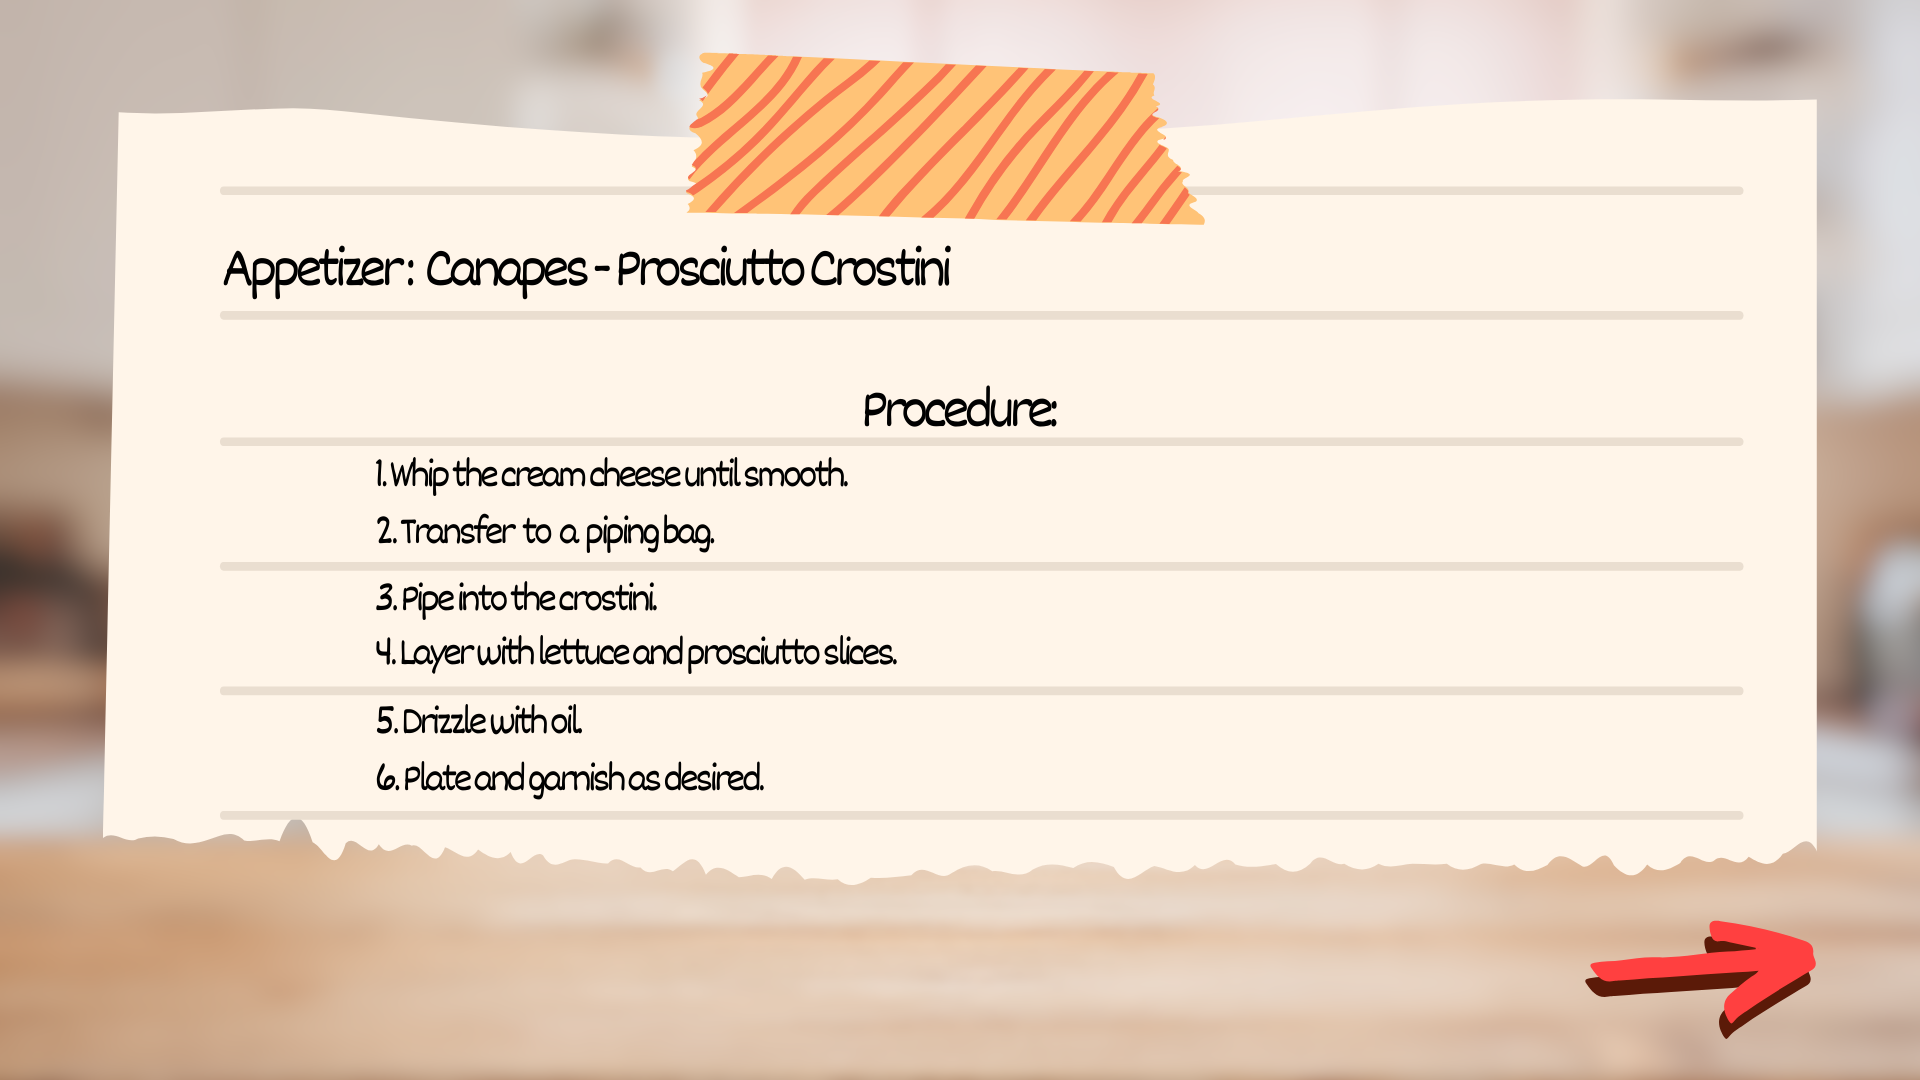 Appetizer: Canapes - Prosciutto Crostini
Procedure:
1. Whip the cream cheese until smooth.
2. Transfer to a piping bag.
3. Pipe into the crostini.
4. Layer with lettuce and prosciutto slices.
5. Drizzle with oil.
6. Plate and garnish as desired.